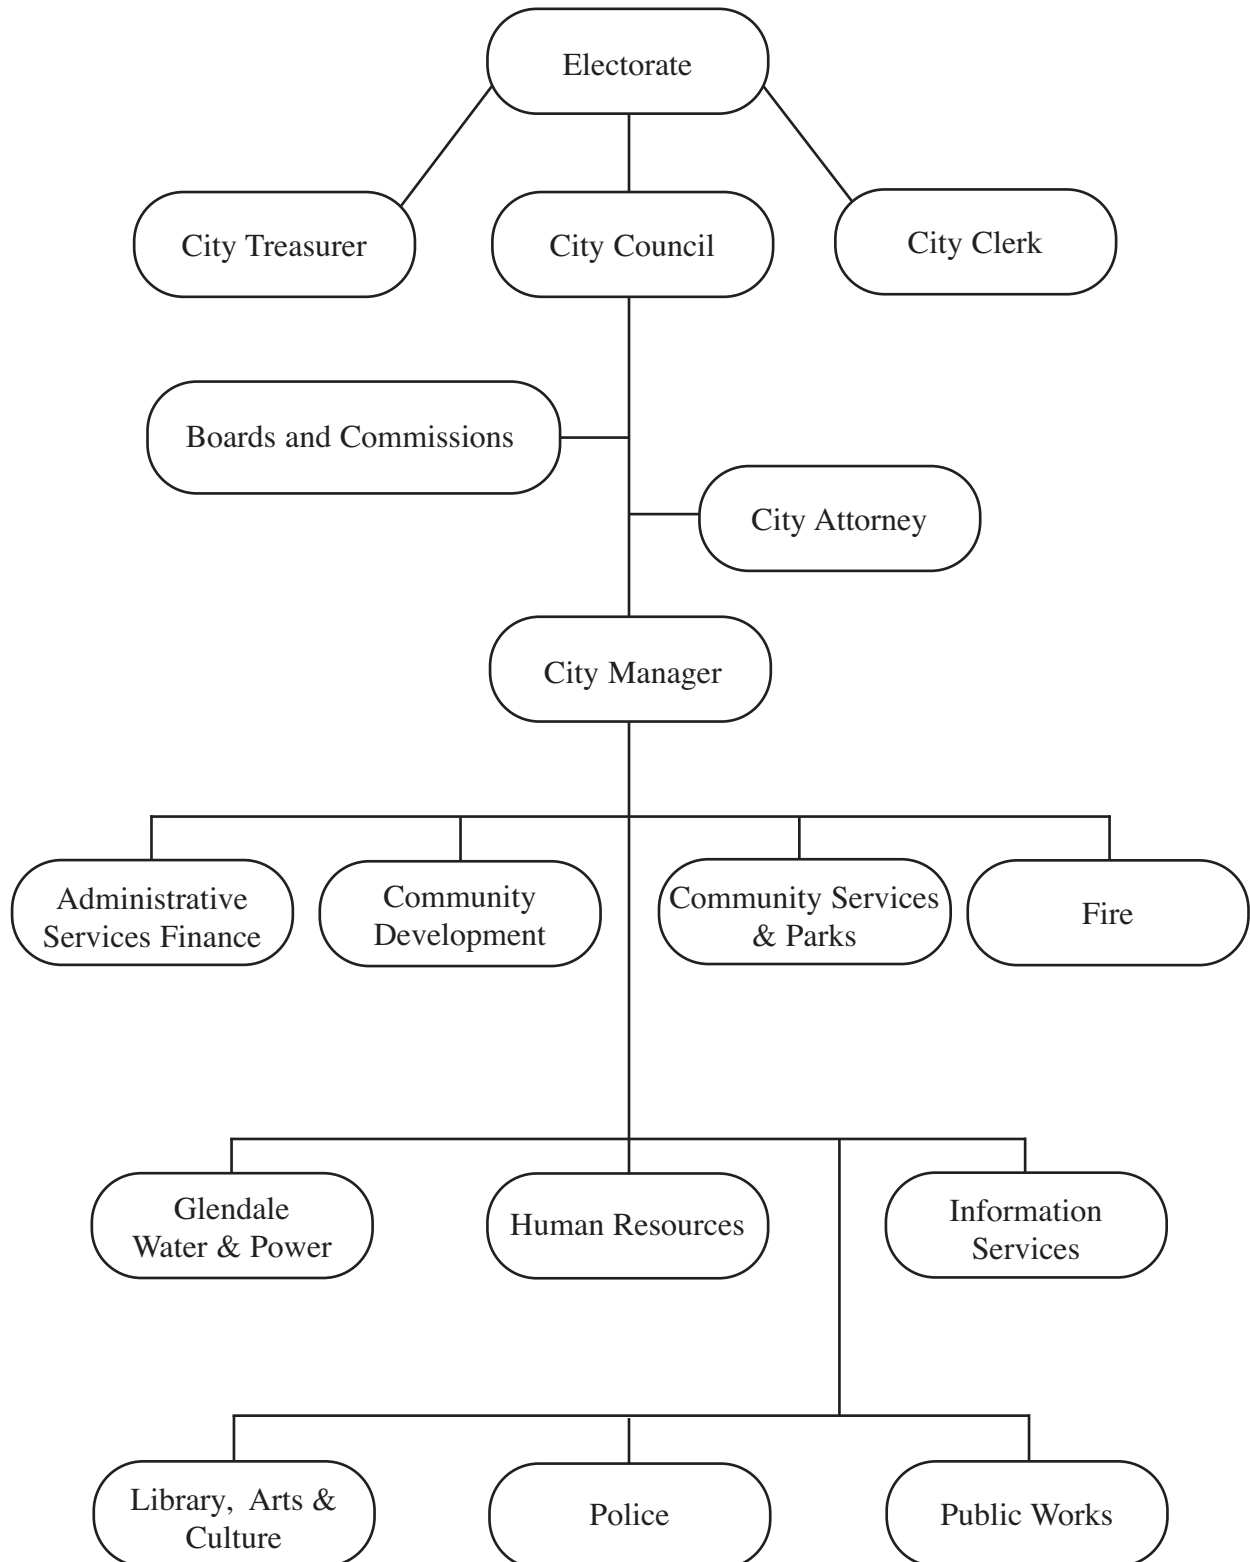 Electorate
City Treasurer
City Council
City Clerk
Boards and Commissions
City Attorney
City Manager
Administrative
Services Finance
Community
Development
Community Services
& Parks
Fire
Glendale
Water & Power
Human Resources
Information
Services
Library, Arts &
Culture
Police
Public Works